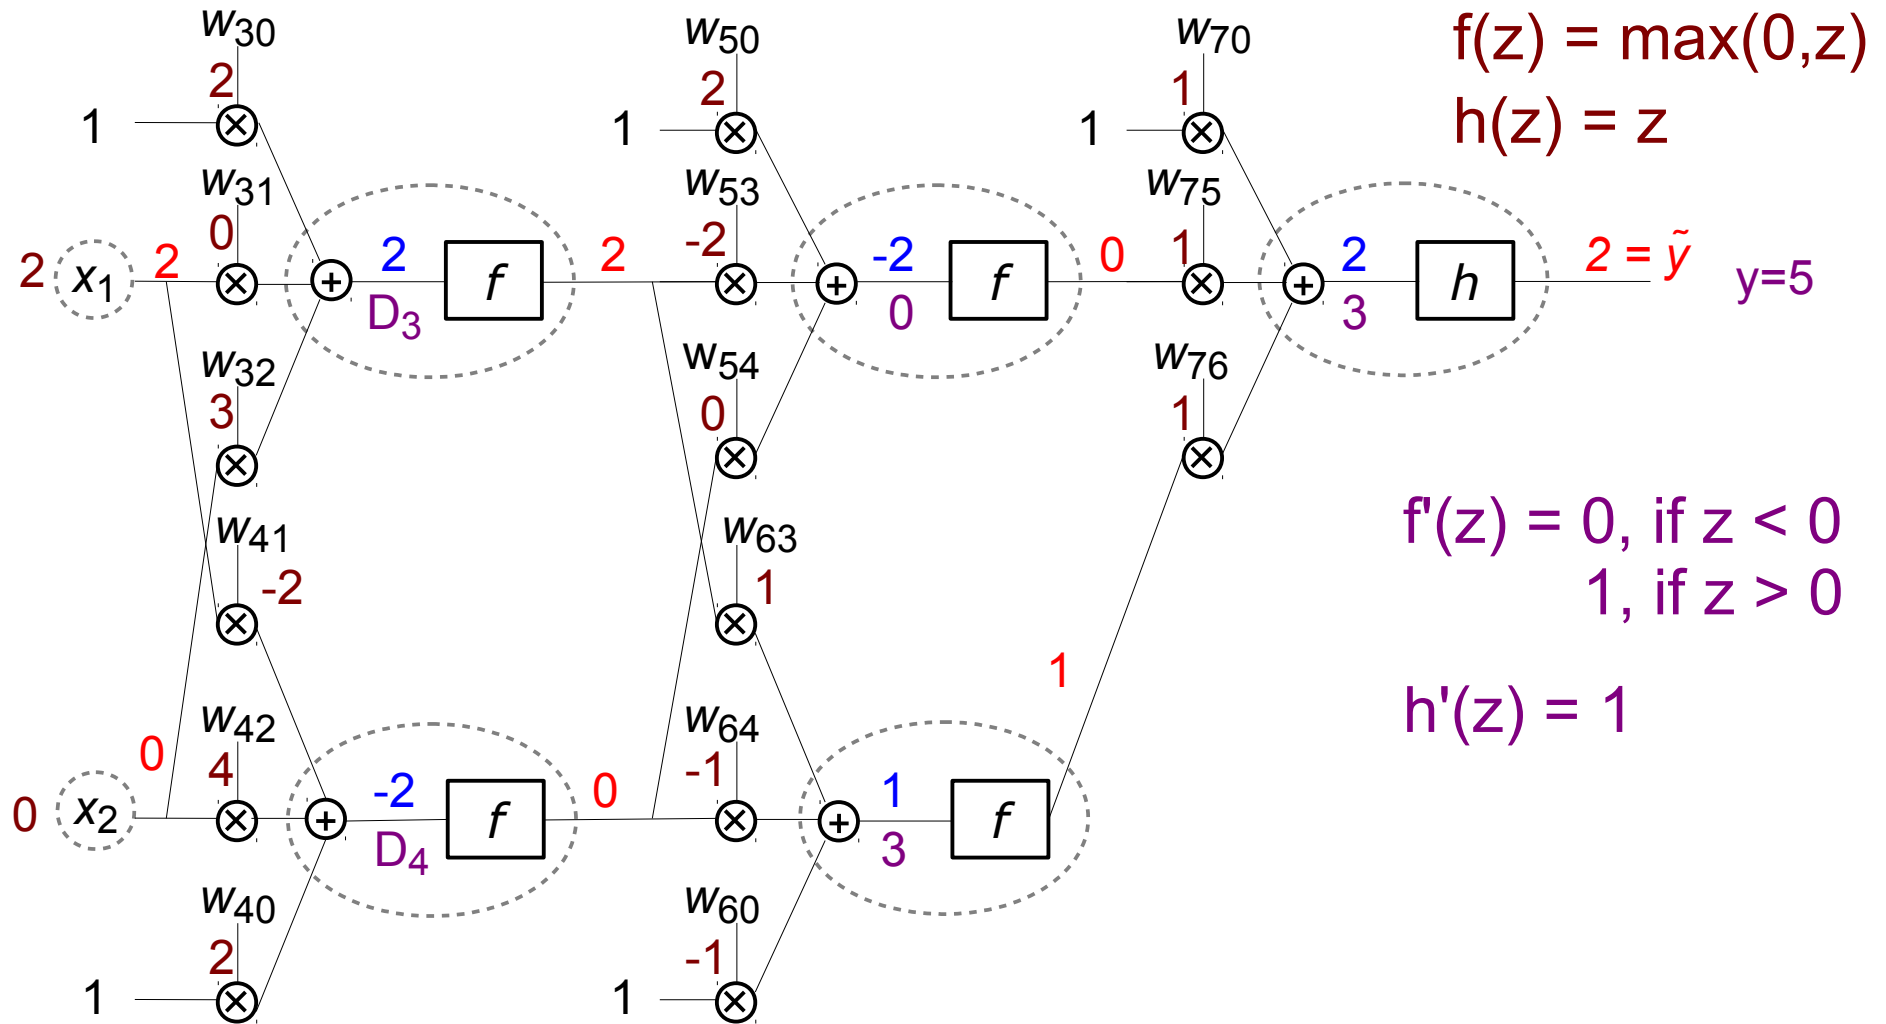 w30 w50 w70 f(z) = max(0,z)
2 2 1 h(z) = z
1 1 1
w31 w53 w75
0 -2 1
2 x1 2 2 f 2 -2 f 0 2 h 2 = ỹ y=5
D3 0 3
w32 w54 w76
3 0 1
w41 w63 f'(z) = 0, if z < 0
-2 1 1, if z > 0
1
w42 w64 h'(z) = 1
0 4 -1
0 x2 -2 f 0 1 f
D4 3
w40 w60
2 -1
1 1